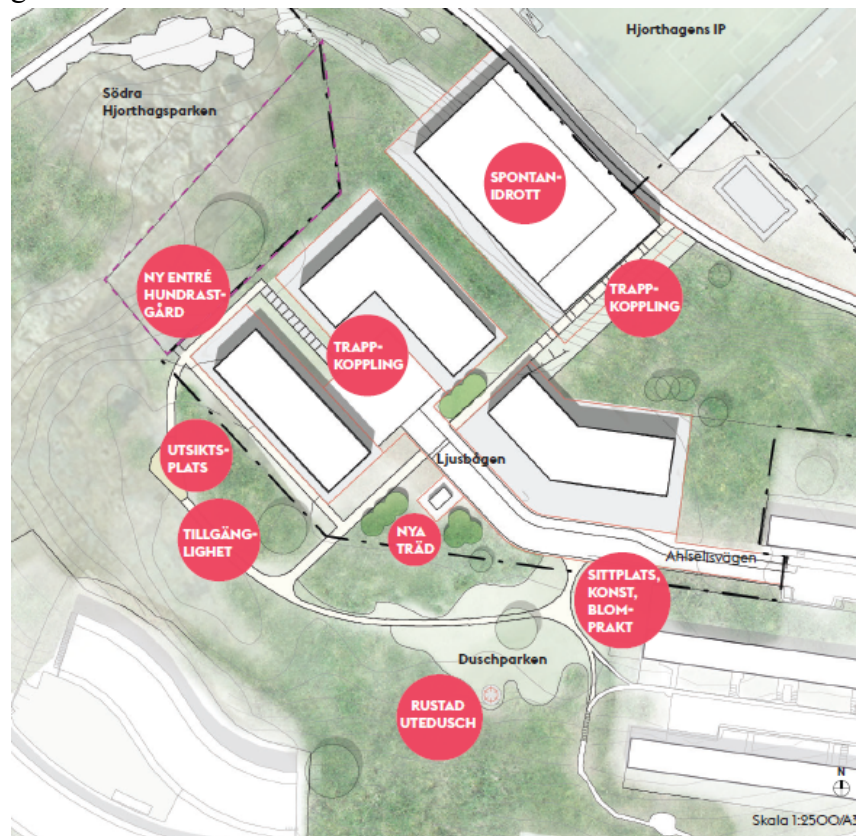 g
Hjorthagens IP
Södra
Hjorthagsparken
SPONTAN-
IDROTT
NY ENTRÉ
HUNDRAST-
GÅRD
TRAPP-
KOPPLING
TRAPP-
KOPPLING
UTSIKTS-
PLATS
Ljusbågen
TILLGÄNG-
LIGHET
NYA
TRÄD
Ahlsellsvägen
SITTPLATS,
KONST,
BLOM-
PRAKT
Duschparken
RUSTAD
UTEDUSCH
N
Skala 1:2500/A3